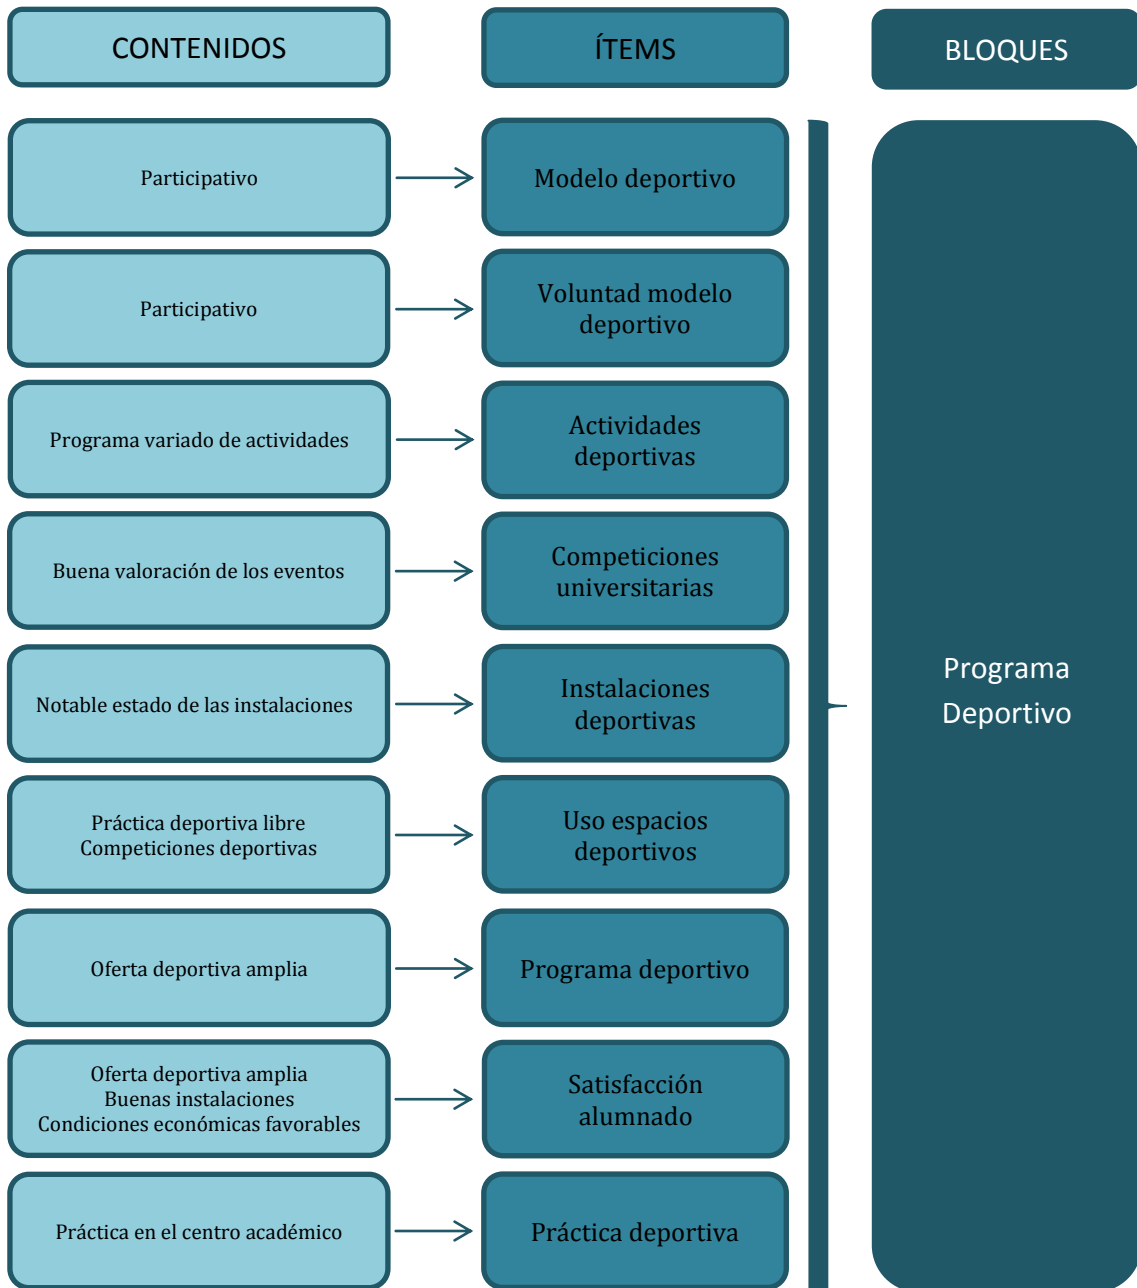 CONTENIDOS
ÍTEMS
BLOQUES
Participativo
Modelo deportivo
Participativo
Voluntad modelo
deportivo
Programa variado de actividades
Actividades
deportivas
Buena valoración de los eventos
Competiciones
universitarias
Notable estado de las instalaciones
Instalaciones
deportivas
Práctica deportiva libre
Competiciones deportivas
Uso espacios
deportivos
Oferta deportiva amplia
Programa deportivo
Oferta deportiva amplia
Buenas instalaciones
Condiciones económicas favorables
Satisfacción
alumnado
Práctica en el centro académico
Práctica deportiva
Programa
Deportivo